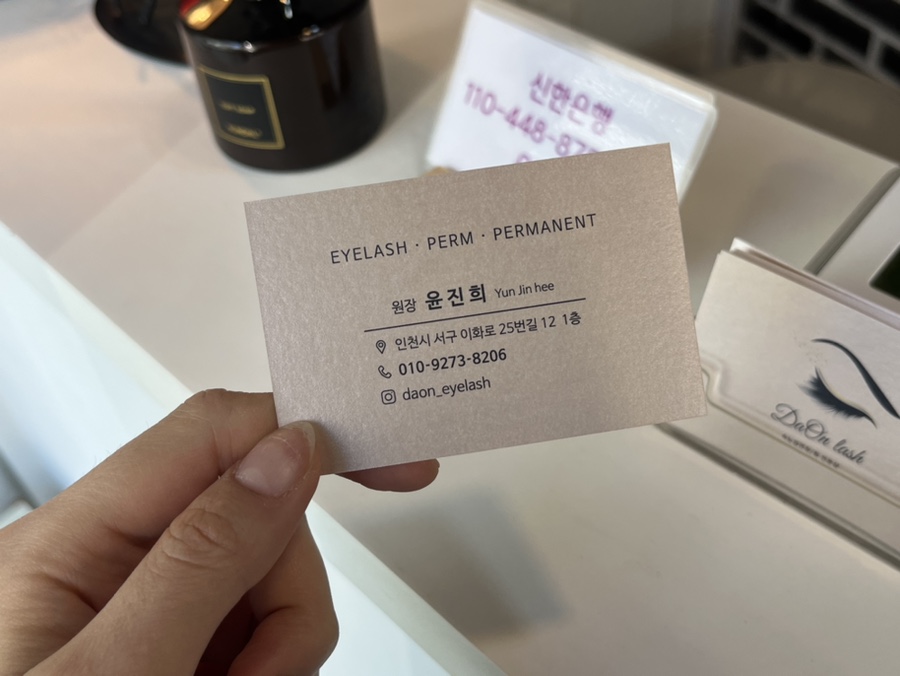 신한은행
110-448-87
EYELASH · PERM · PERMANENT
원장 윤진희 Yun Jin hee
인천시 서구 이화로 25번길 12 1층
010-9273-8206
daon_eyelash
DaOn lash